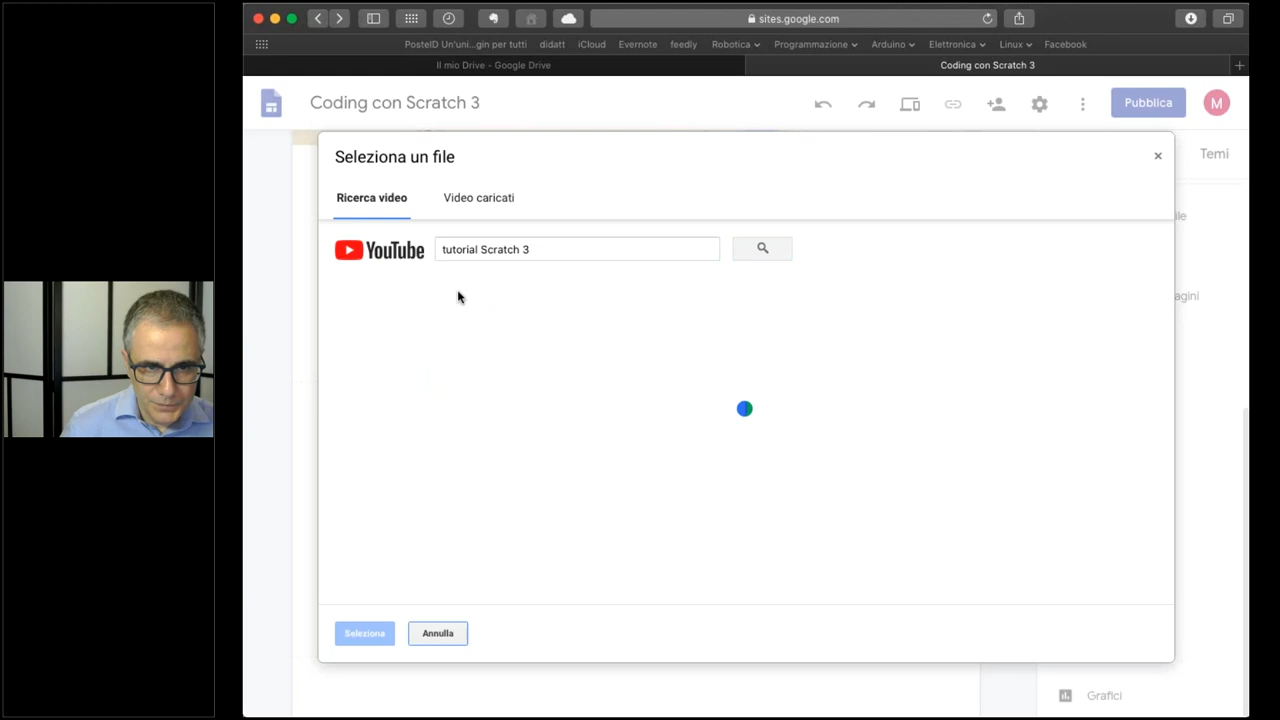 sites.google.com
PosteID Un'uni...gin per tutti didatt iCloud Evernote feedly Robotica Programmazione Arduino Elettronica Linux Facebook
Il mio Drive - Google Drive Coding con Scratch 3
Coding con Scratch 3 Pubblica M
Seleziona un file Temi
Ricerca video Video caricati
ile
YouTube tutorial Scratch 3
agini
Seleziona Annulla
Grafici